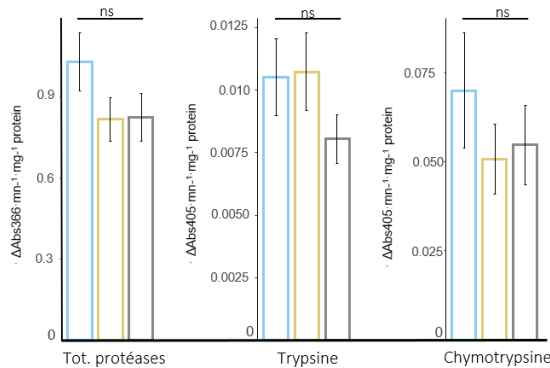 ns
0.9
0.6
0.3
0
· ΔAbs366·mn-¹·mg-¹ protein
Tot. protéases
ns
0.0125
0.010
0.0075
0.0050
0.0025
0
· ΔAbs405·mn-¹·mg-¹ protein
Trypsine
ns
0.075
0.050
0.025
0
· ΔAbs405·mn-¹·mg-¹ protein
Chymotrypsine